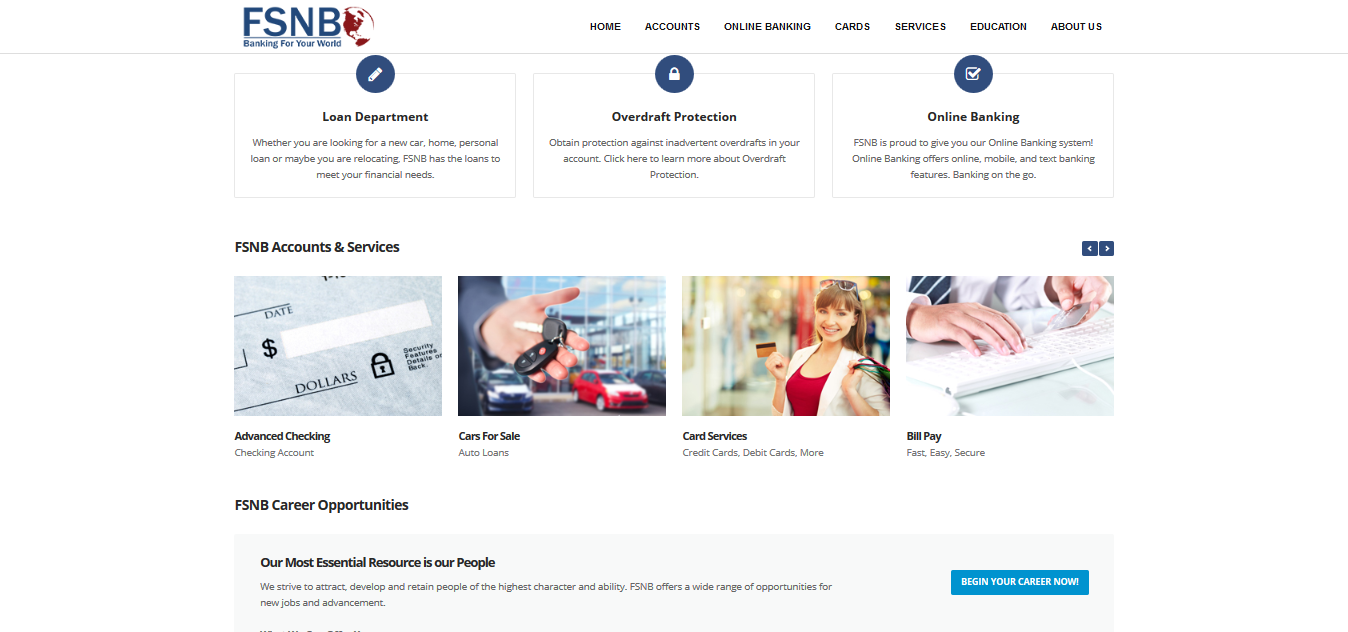 FSNB
Banking For Your World
HOME ACCOUNTS ONLINE BANKING CARDS SERVICES EDUCATION ABOUT US
Loan Department
Whether you are looking for a new car, home, personal
loan or maybe you are relocating, FSNB has the loans to
meet your financial needs.
Overdraft Protection
Obtain protection against inadvertent overdrafts in your
account. Click here to learn more about Overdraft
Protection.
Online Banking
FSNB is proud to give you our Online Banking system!
Online Banking offers online, mobile, and text banking
features. Banking on the go.
FSNB Accounts & Services
DATE
$
DOLLARS
Security
Features
Details on
Back.
Advanced Checking
Checking Account
Cars For Sale
Auto Loans
Card Services
Credit Cards, Debit Cards, More
Bill Pay
Fast, Easy, Secure
FSNB Career Opportunities
Our Most Essential Resource is our People
We strive to attract, develop and retain people of the highest character and ability. FSNB offers a wide range of opportunities for
new jobs and advancement.
BEGIN YOUR CAREER NOW!